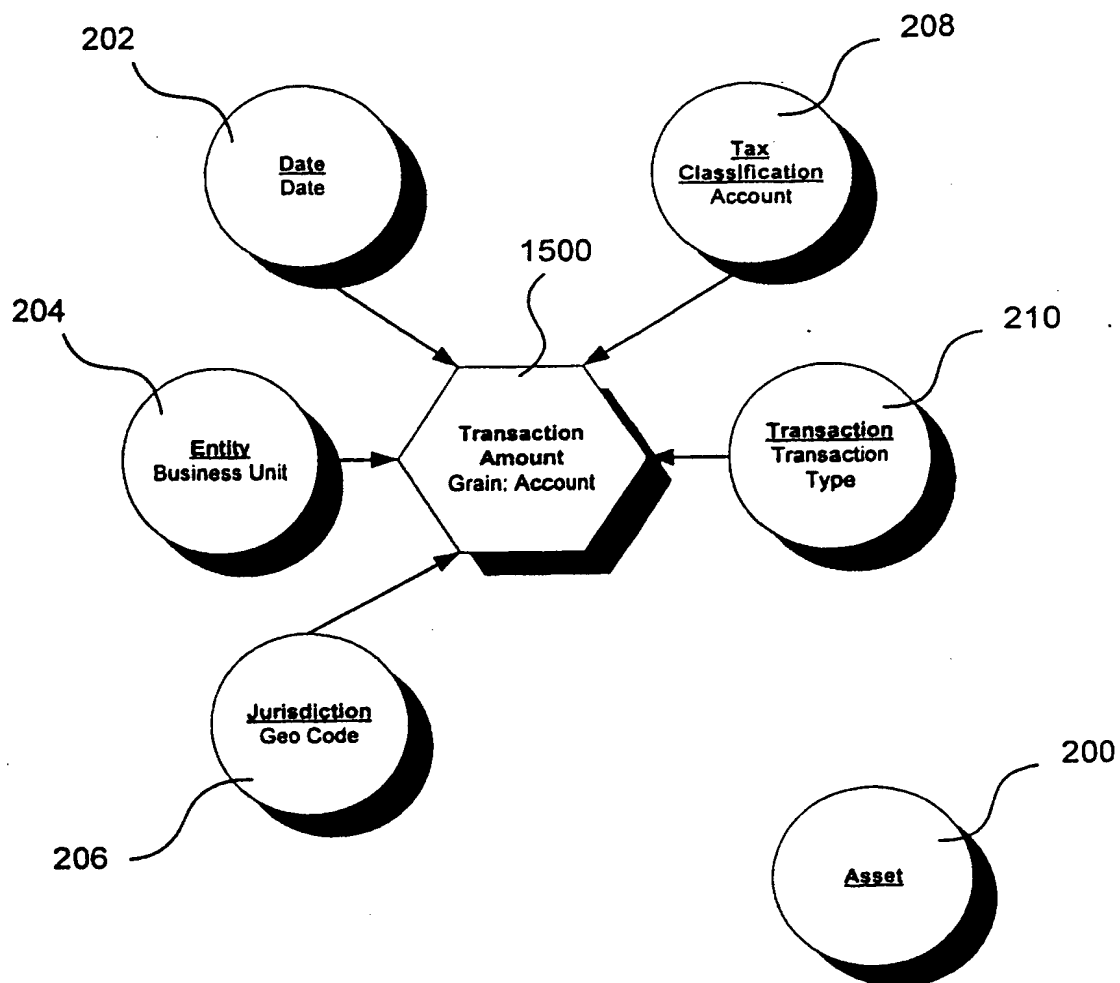 202
208
Date
Date
Tax
Classification
Account
1500
204
210
Entity
Business Unit
Transaction
Amount
Grain: Account
Transaction
Transaction
Type
Jurisdiction
Geo Code
206
200
Asset